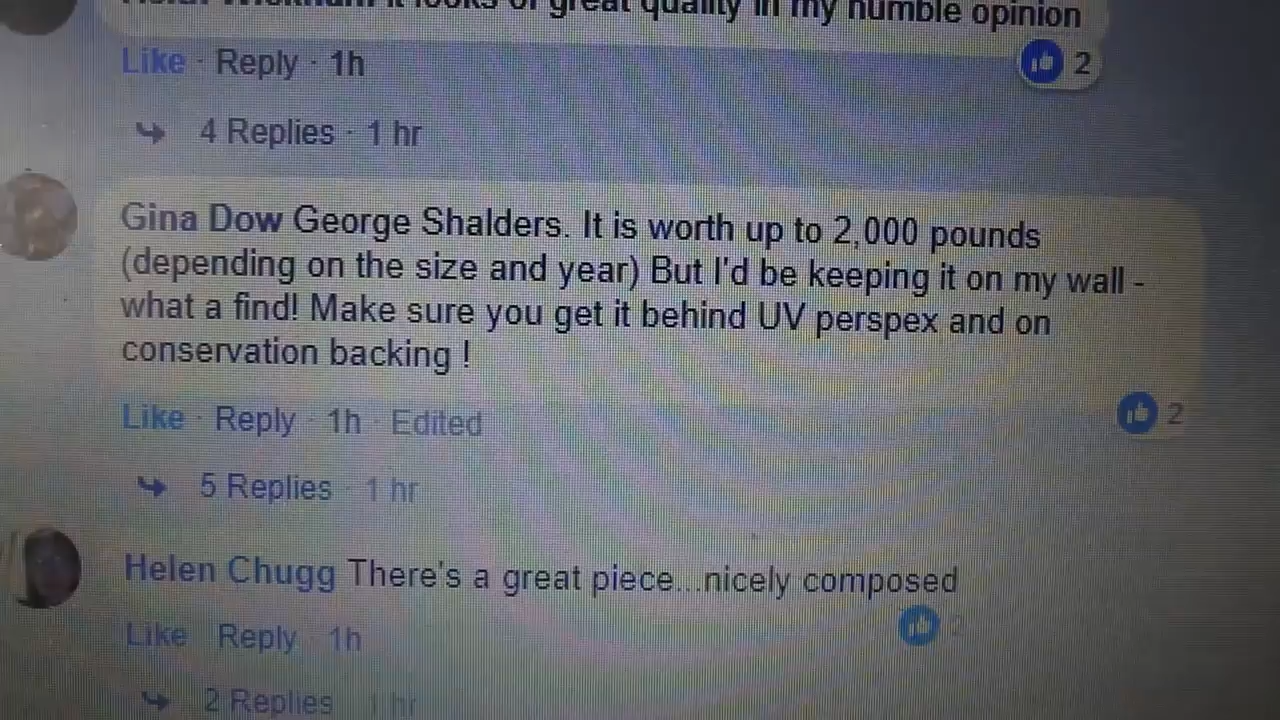 it looks of great quality in my humble opinion
Like · Reply · 1h
2
4 Replies · 1 hr
Gina Dow George Shalders. It is worth up to 2,000 pounds
(depending on the size and year) But I'd be keeping it on my wall -
what a find! Make sure you get it behind UV perspex and on
conservation backing !
Like · Reply · 1h · Edited
2
5 Replies · 1 hr
Helen Chugg There's a great piece...nicely composed
2
Like · Reply · 1h
2 Replies · 1 hr